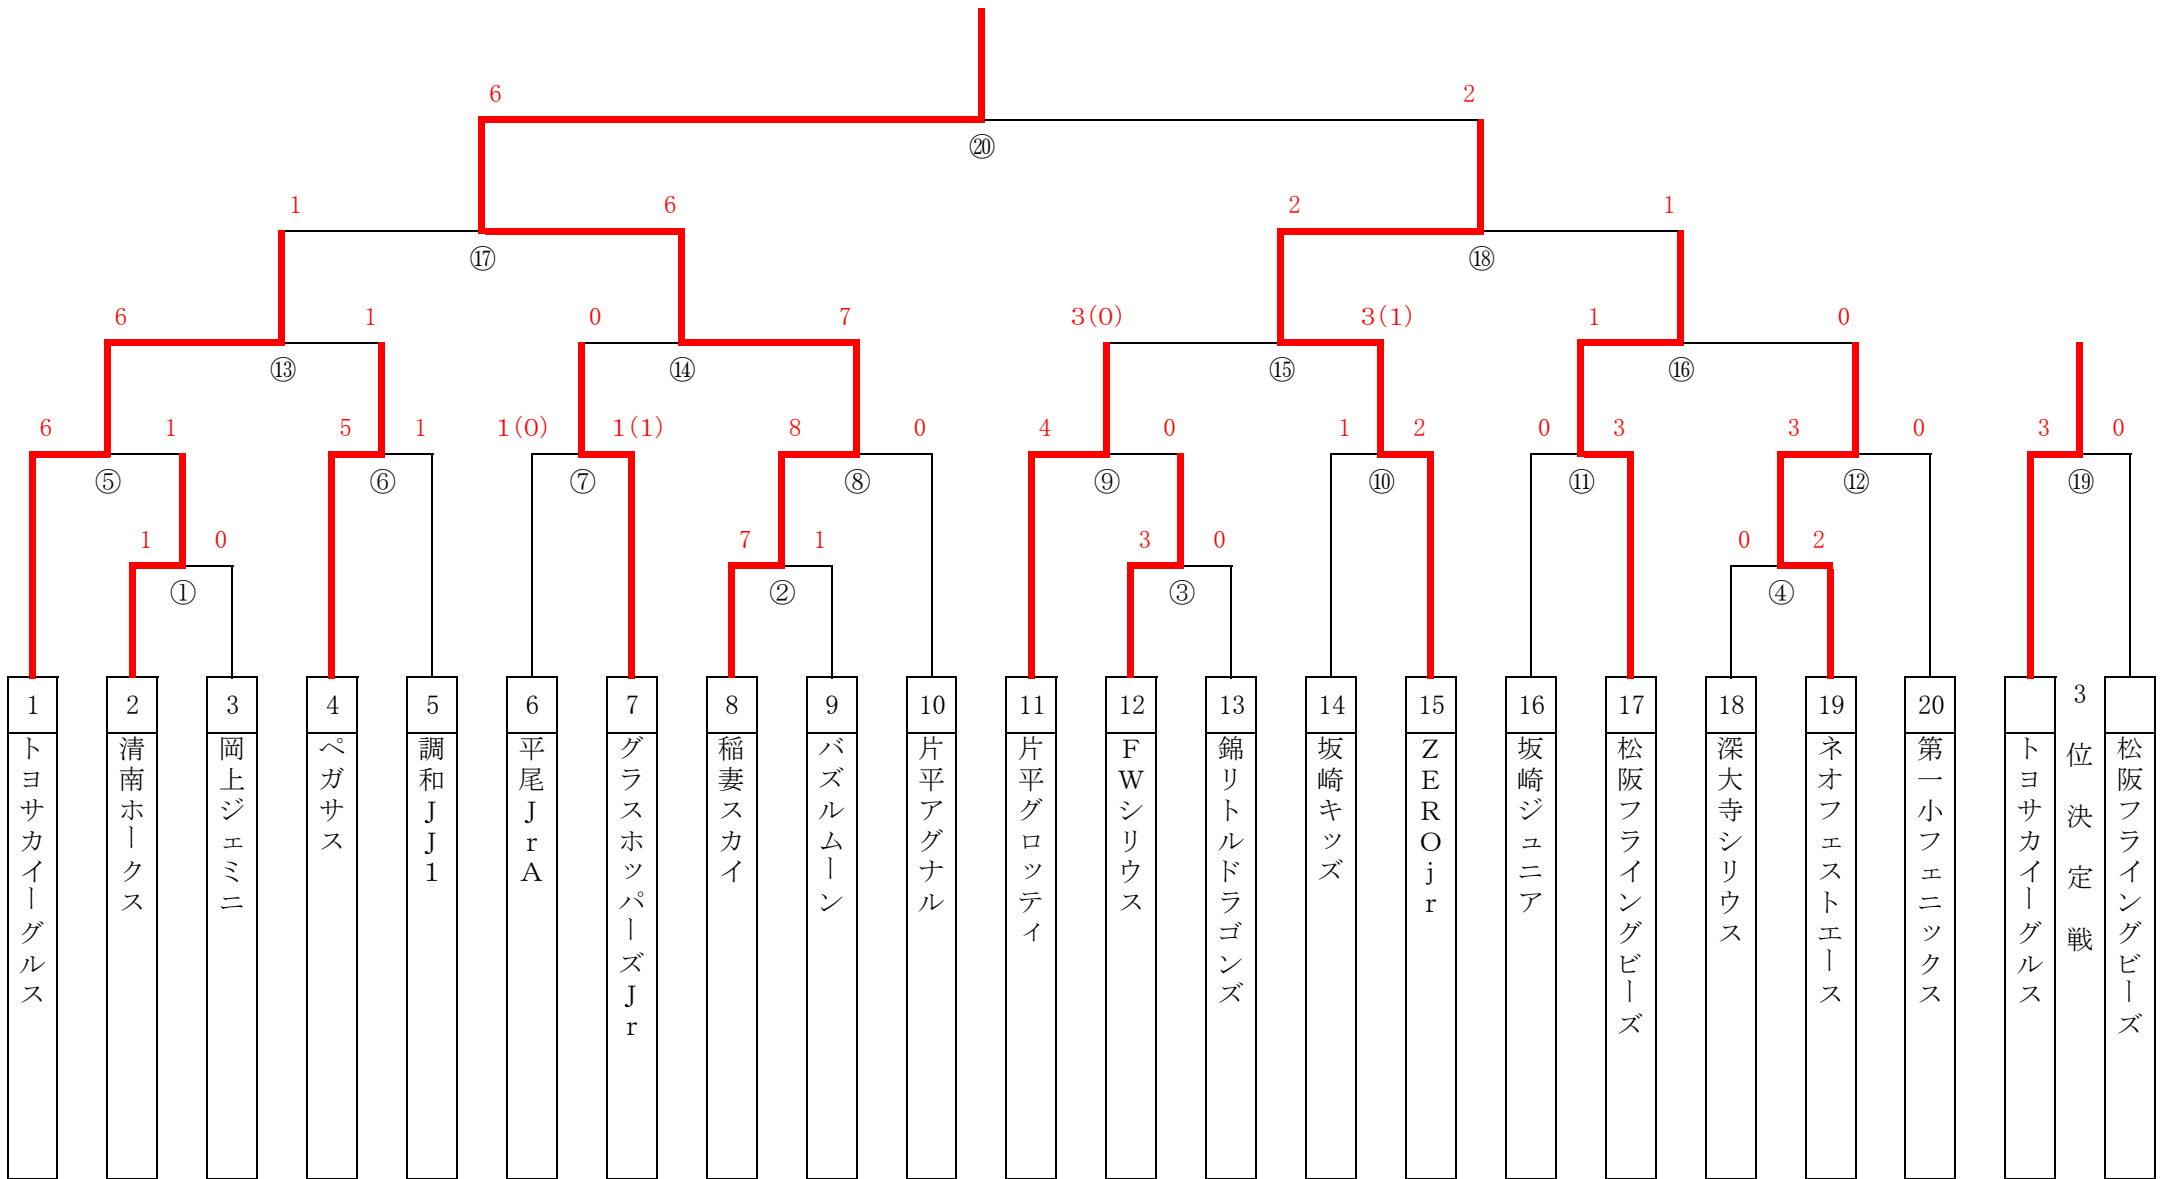 6 2
⑳
1 6 2 1
⑰ ⑱
6 1 0 7 3(0) 3(1) 1 0
⑬ ⑭ ⑮ ⑯
6 1 5 1 1(0) 1(1) 8 0 4 0 1 2 0 3 3 0 3 0
⑤ ⑥ ⑦ ⑧ ⑨ ⑩ ⑪ ⑫ ⑲
1 0 7 1 3 0 0 2
① ② ③ ④
1 2 3 4 5 6 7 8 9 10 11 12 13 14 15 16 17 18 19 20
トヨサカイーグルス
清南ホークス
岡上ジェミニ
ペガサス
調和JJ1
平尾JrA
グラスホッパーズJr
稲妻スカイ
バズルムーン
片平アグナル
片平グロッティ
FWシリウス
錦リトルドラゴンズ
坂崎キッズ
ZEROjr
坂崎ジュニア
松阪フライングビーズ
深大寺シリウス
ネオフェストエース
第一小フェニックス
トヨサカイーグルス
3位決定戦
松阪フライングビーズ